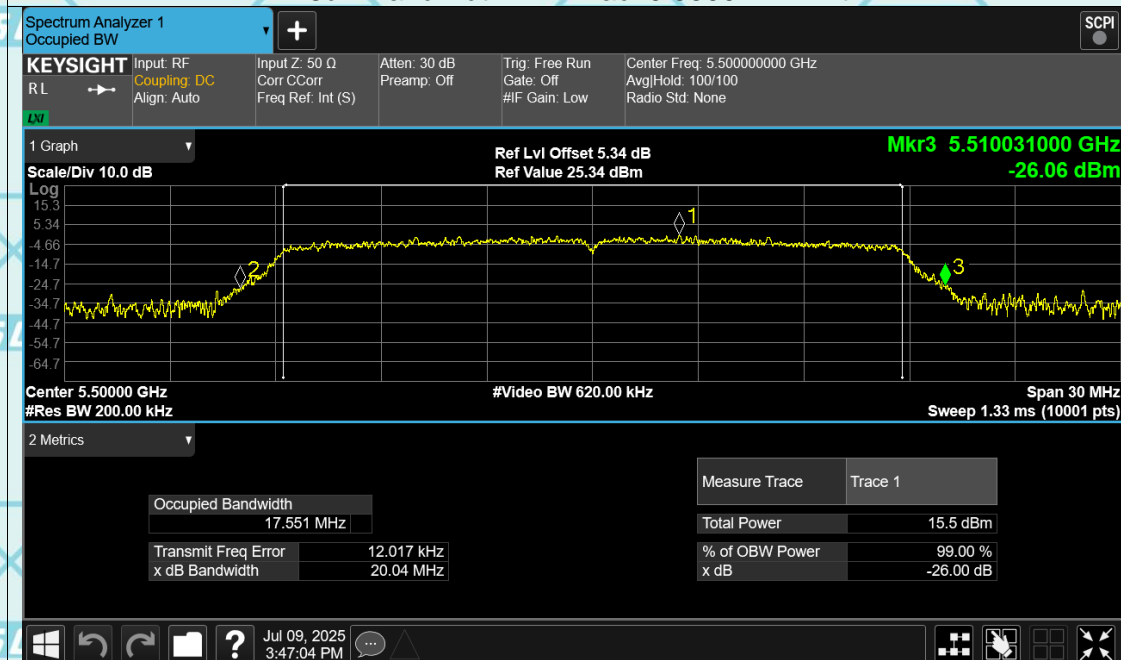 Spectrum Analyzer 1
Occupied BW
+
SCPI
KEYSIGHT
RL
LXI
Input: RF
Coupling: DC
Align: Auto
Input Z: 50 Ω
Corr CCorr
Freq Ref: Int (S)
Atten: 30 dB
Preamp: Off
Trig: Free Run
Gate: Off
#IF Gain: Low
Center Freq: 5.500000000 GHz
Avg|Hold: 100/100
Radio Std: None
1 Graph
Scale/Div 10.0 dB
Ref Lvl Offset 5.34 dB
Ref Value 25.34 dBm
Mkr3 5.510031000 GHz
-26.06 dBm
Log
15.3
5.34
-4.66
-14.7
-24.7
-34.7
-44.7
-54.7
-64.7
1
2
3
Center 5.50000 GHz
#Video BW 620.00 kHz
Span 30 MHz
#Res BW 200.00 kHz
Sweep 1.33 ms (10001 pts)
2 Metrics
Occupied Bandwidth
17.551 MHz
Transmit Freq Error 12.017 kHz
x dB Bandwidth 20.04 MHz
Measure Trace Trace 1
Total Power 15.5 dBm
% of OBW Power 99.00 %
x dB -26.00 dB
?
Jul 09, 2025
3:47:04 PM